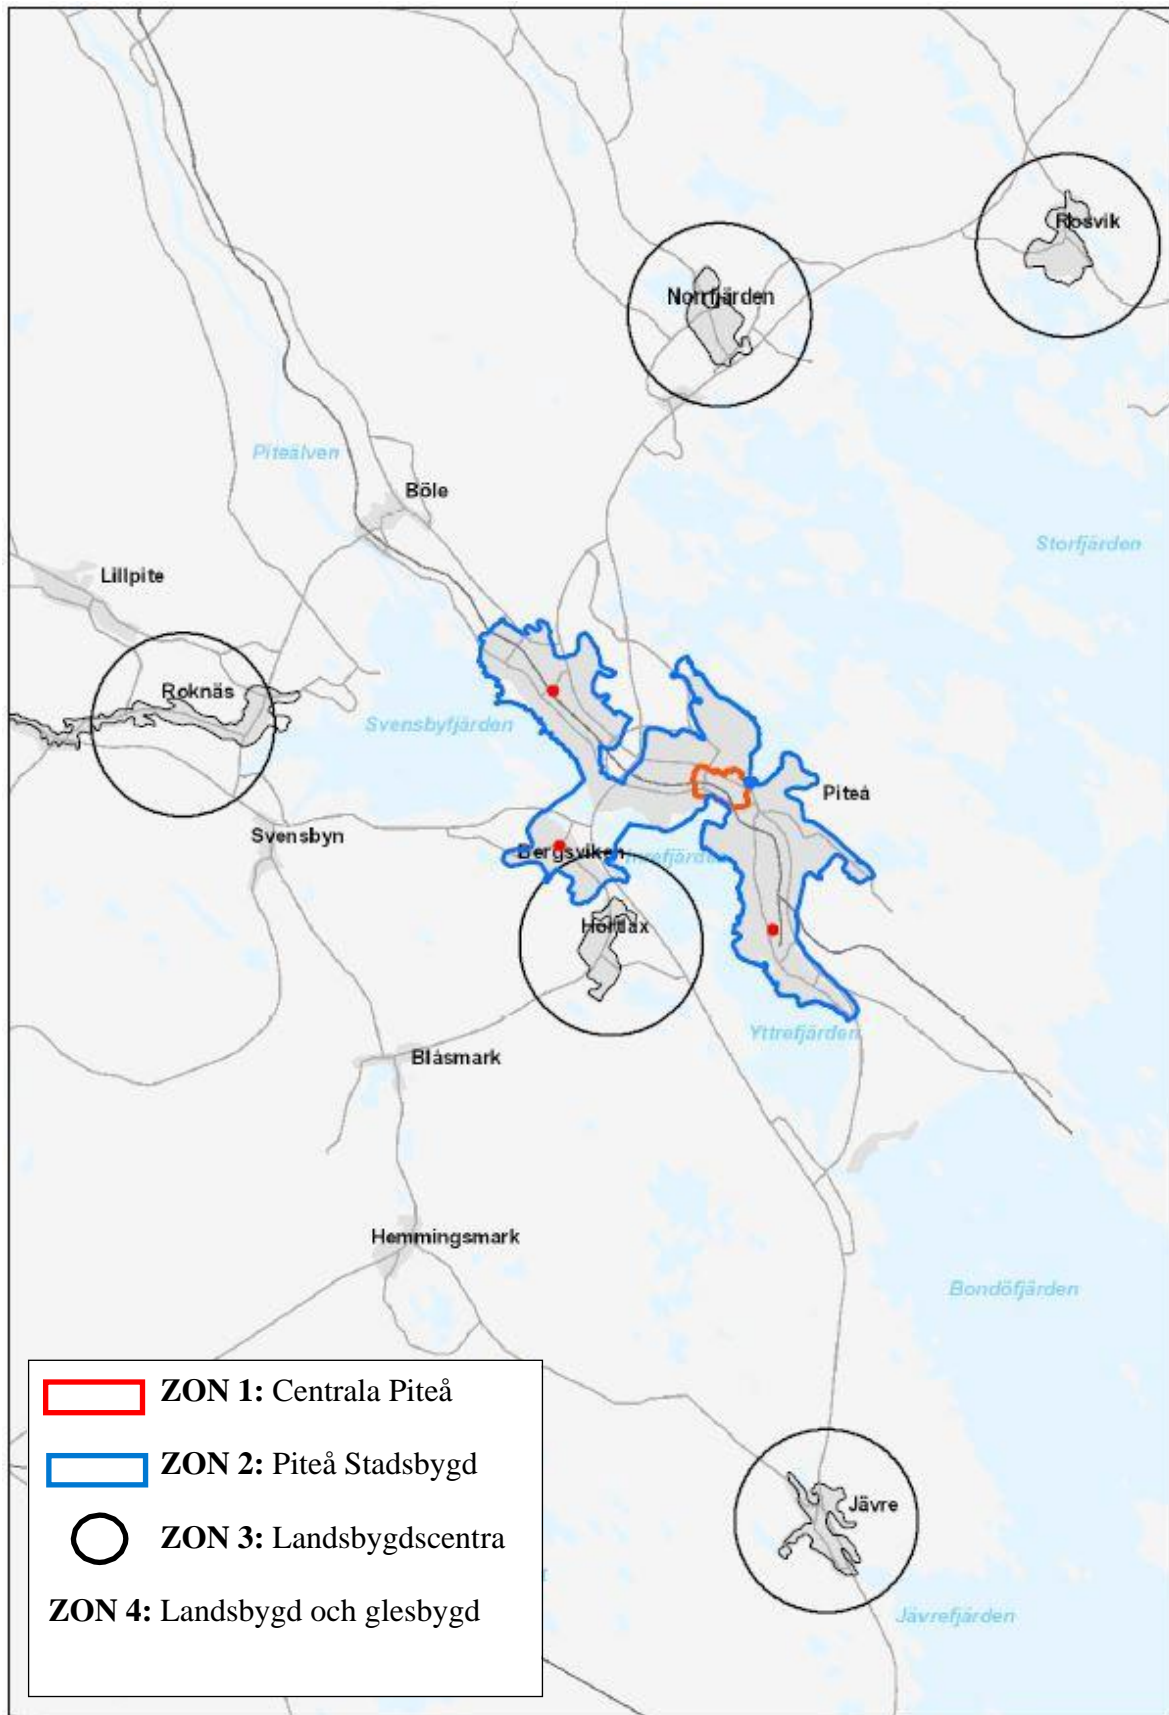 Rosvik
Norrfjärden
Piteälven
Böle
Storfjärden
Lillpite
Roknäs
Svensbyfjärden
Piteå
Svensbyn
Bergsviken
Inrefjärden
Hortlax
Yttrefjärden
Blåsmark
Hemmingsmark
Bondöfjärden
ZON 1: Centrala Piteå
ZON 2: Piteå Stadsbygd
Jävre
ZON 3: Landsbygdscentra
ZON 4: Landsbygd och glesbygd
Jävrefjärden